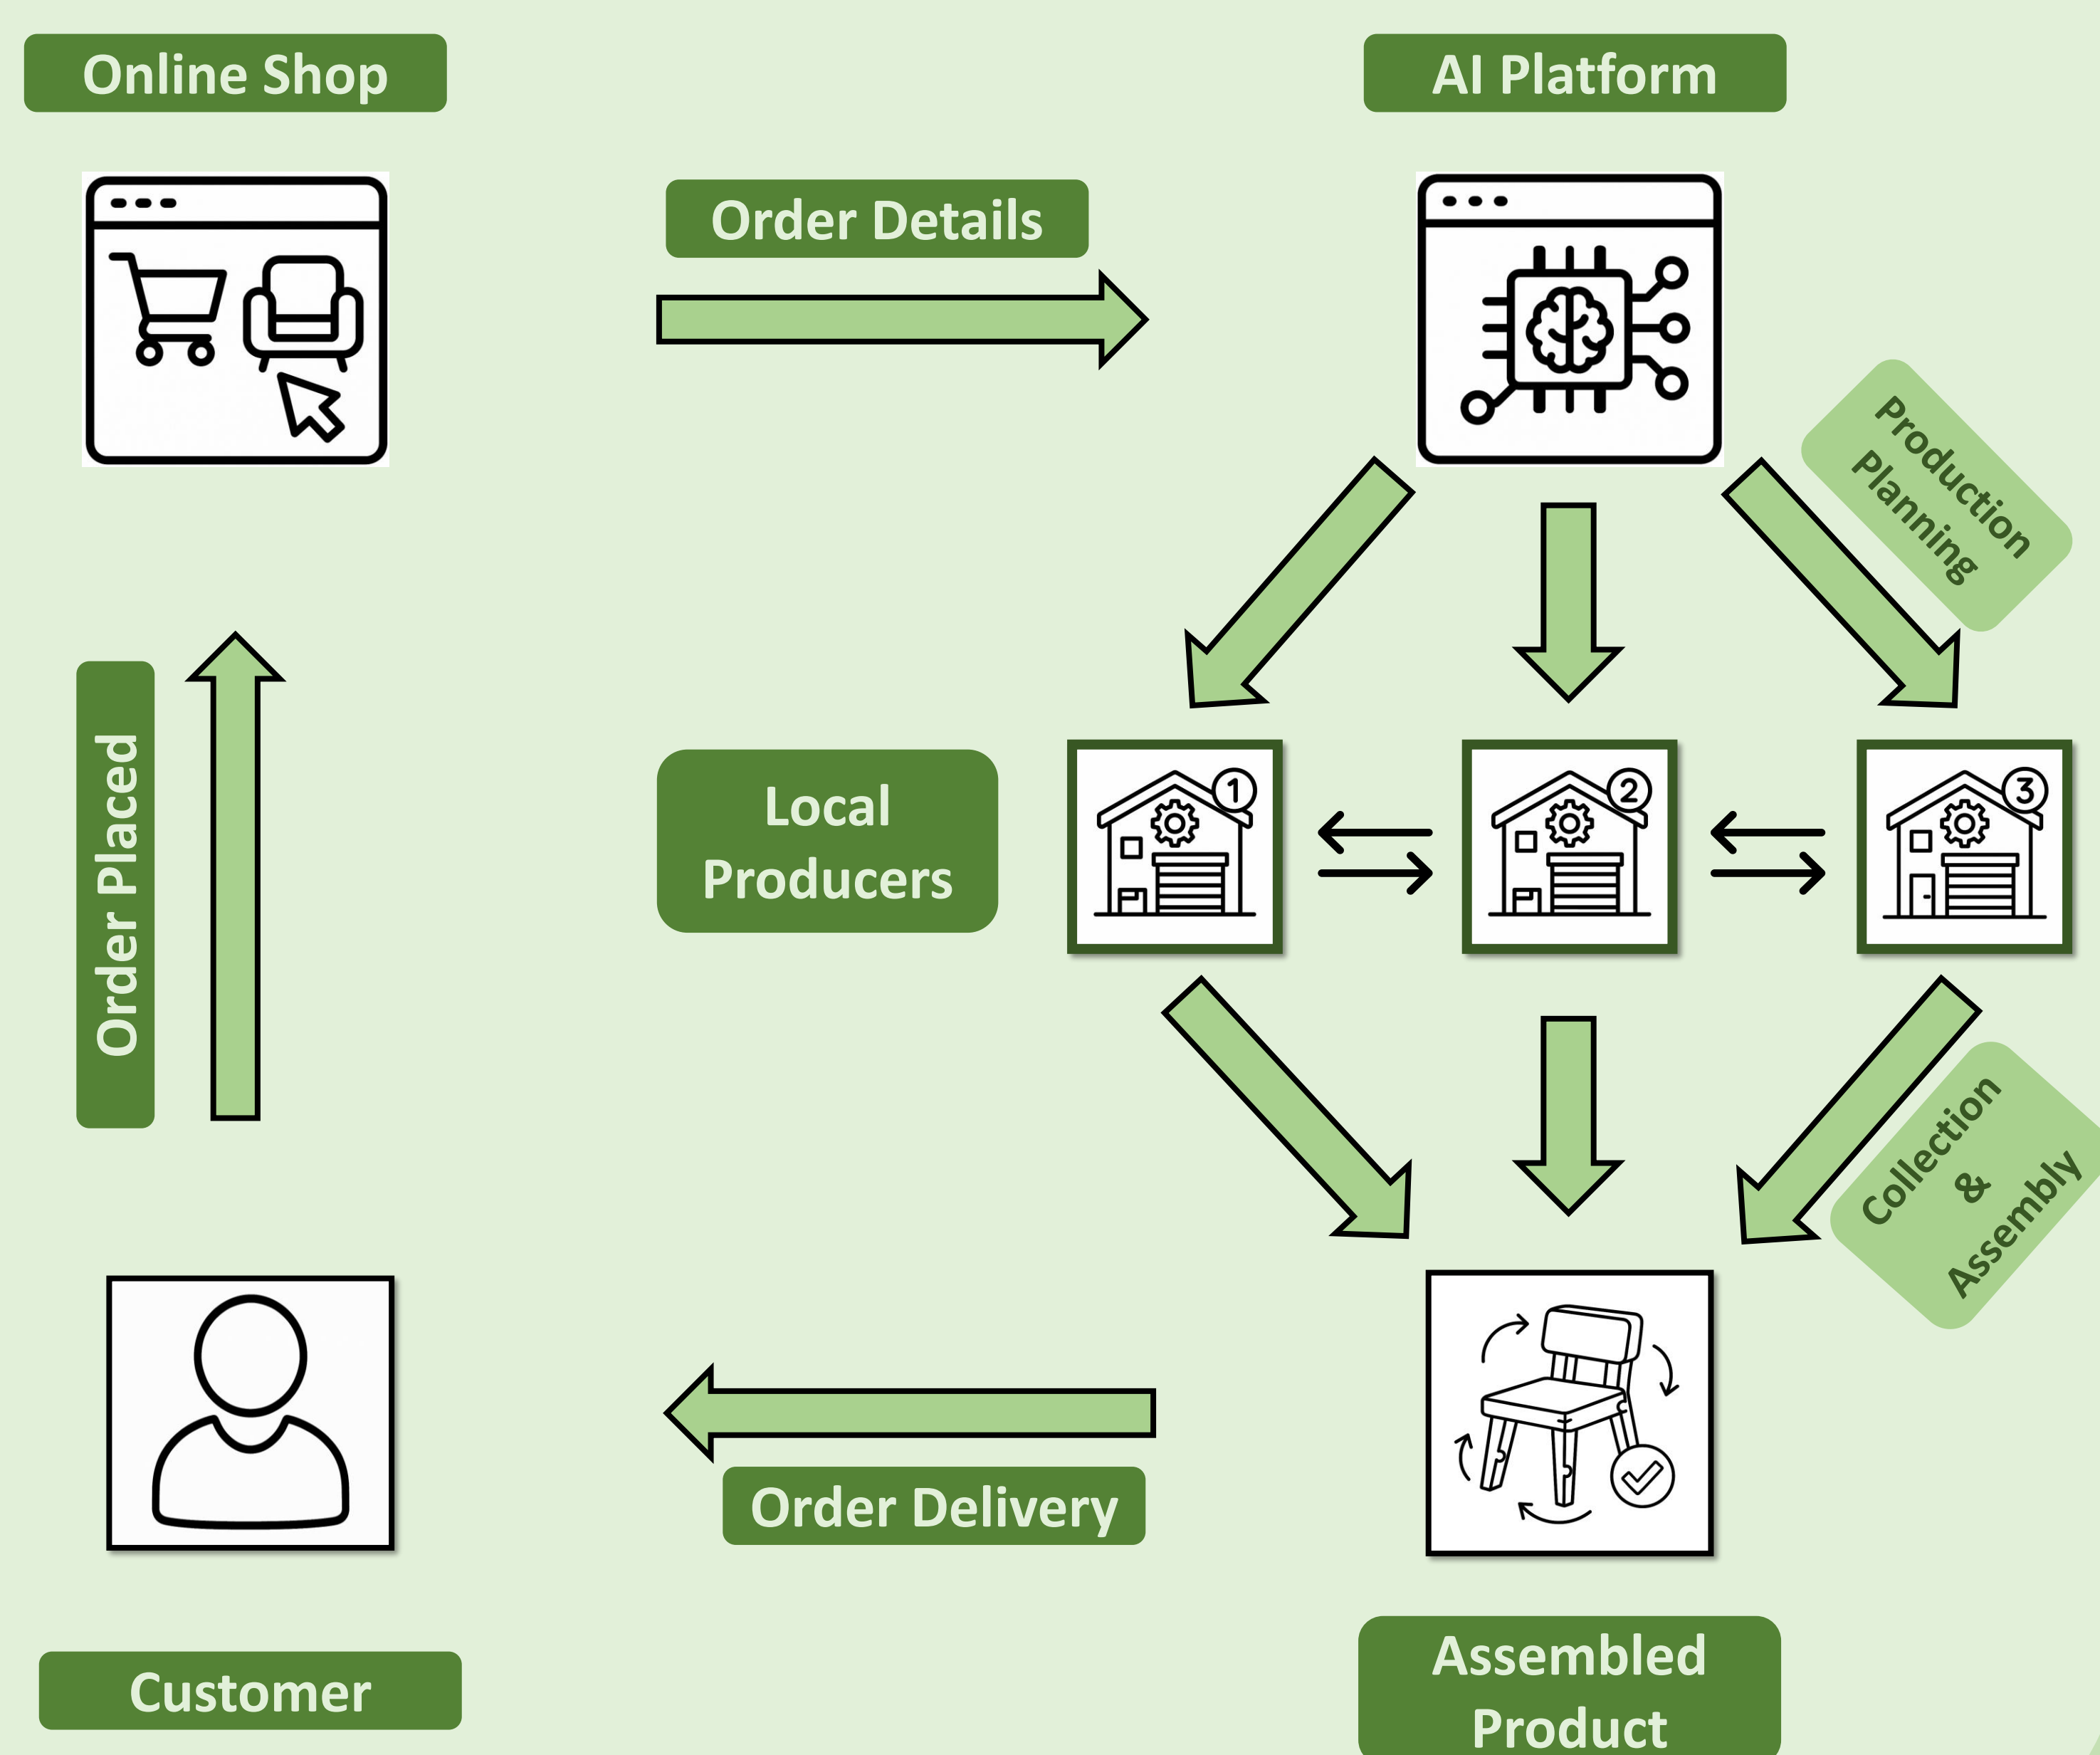 Online Shop
AI Platform
Order Details
Production
Planning
Order Placed
Local
Producers
1
2
3
Collection
&
Assembly
Order Delivery
Customer
Assembled
Product